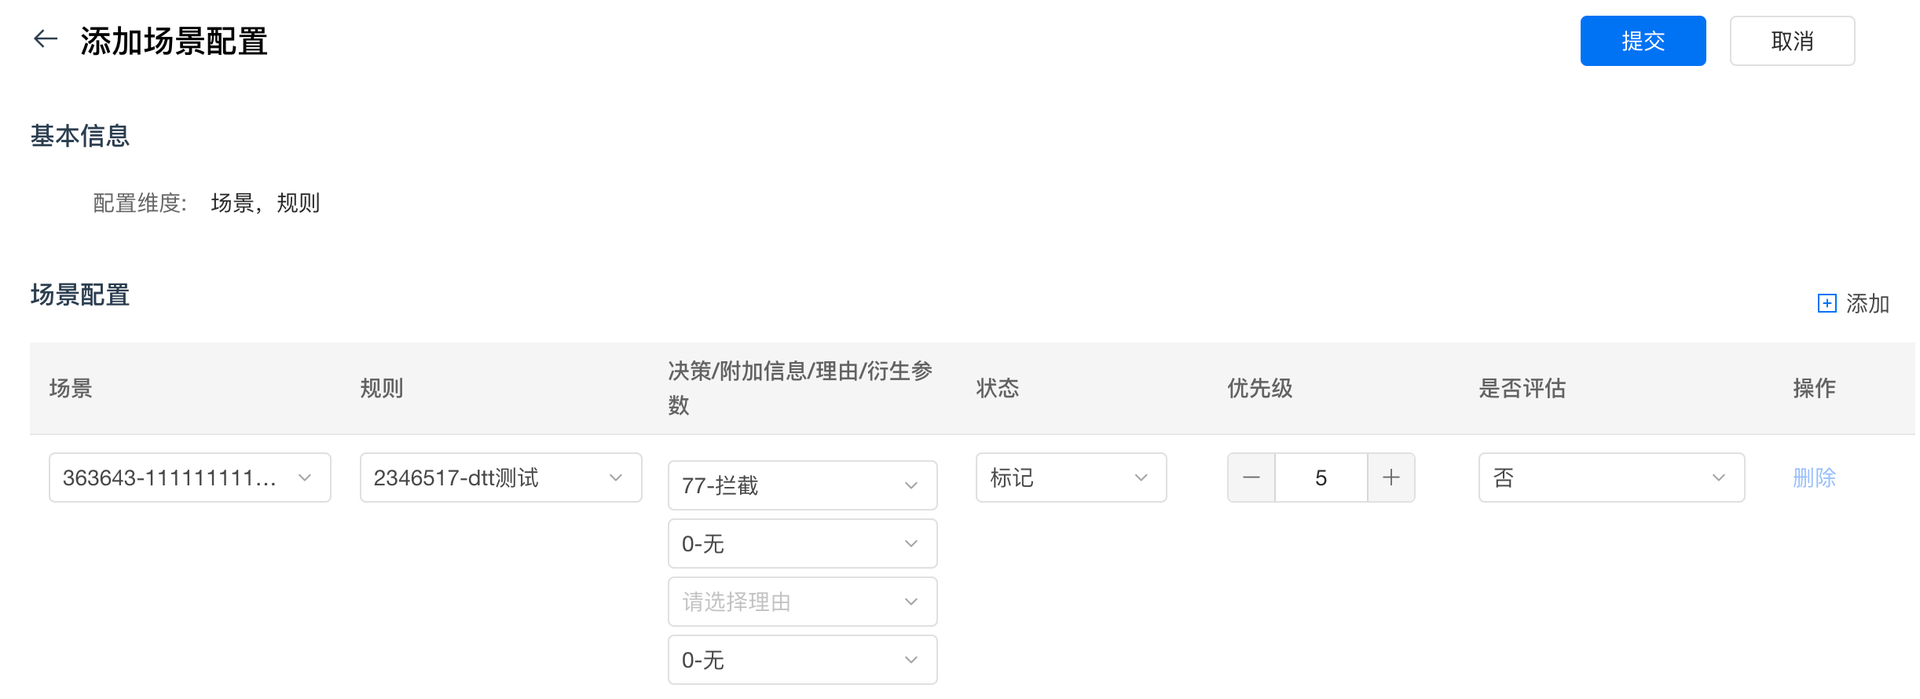 添加场景配置
提交
取消
基本信息
配置维度: 场景，规则
场景配置
添加
场景
规则
决策/附加信息/理由/衍生参
数
状态
优先级
是否评估
操作
363643-111111111...
2346517-dtt测试
77-拦截
0-无
请选择理由
0-无
标记
5
否
删除